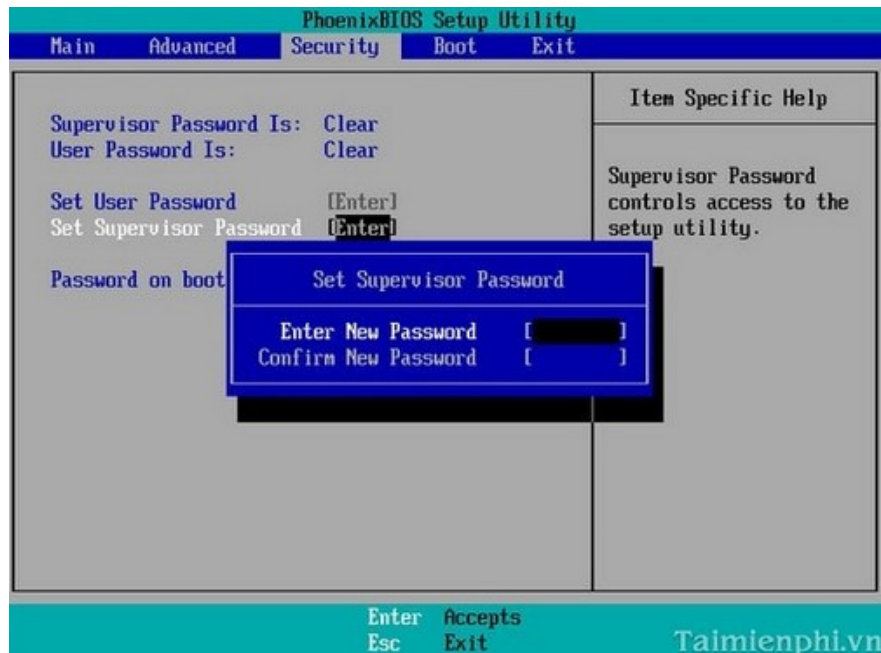 PhoenixBIOS Setup Utility
Main Advanced Security Boot Exit
Item Specific Help
Supervisor Password Is: Clear
User Password Is: Clear
Supervisor Password
controls access to the
setup utility.
Set User Password [Enter]
Set Supervisor Password [Enter]
Password on boot
Set Supervisor Password
Enter New Password [ ]
Confirm New Password [ ]
Enter Accepts
Esc Exit
Taimienphi.vn